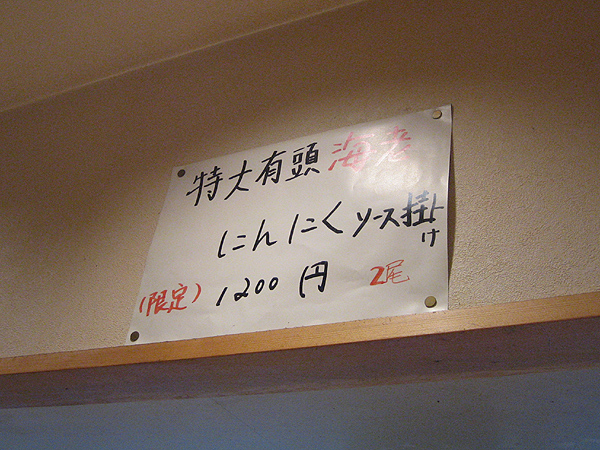 特大有頭海老
にんにくソース掛け
(限定) 1200円 2尾